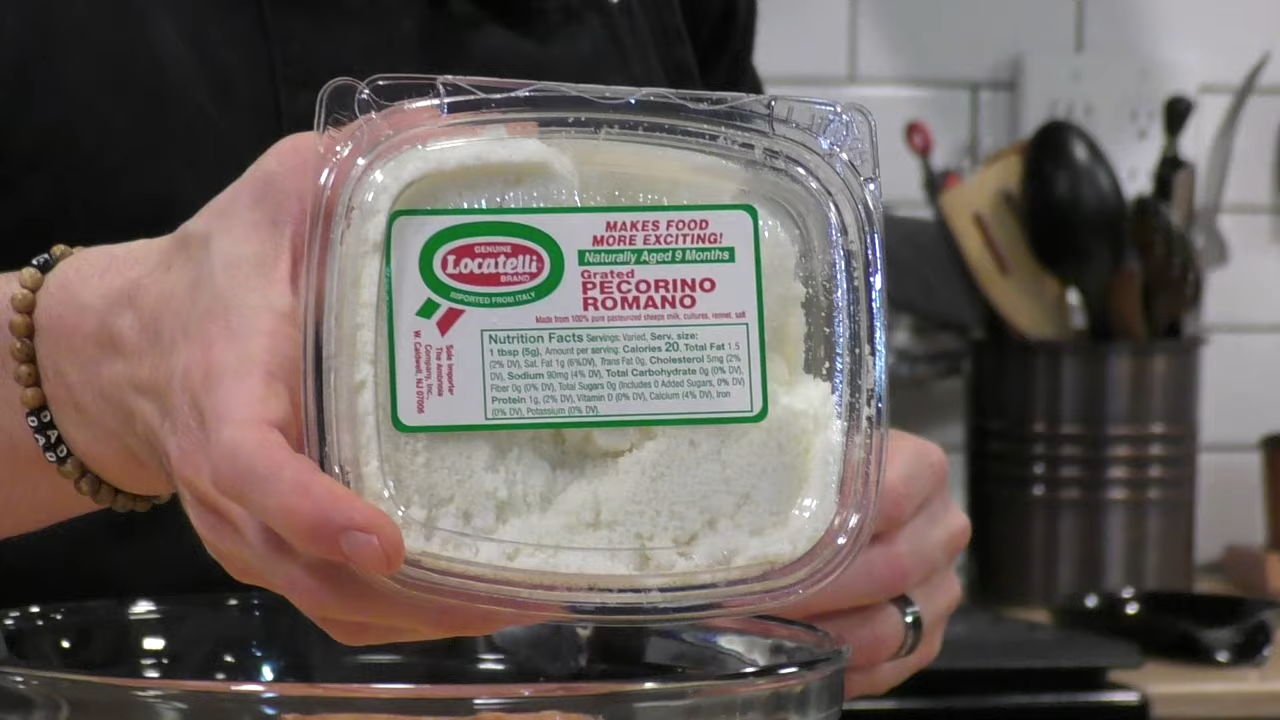 GENUINE
Locatelli
BRAND
IMPORTED FROM ITALY
MAKES FOOD
MORE EXCITING!
Naturally Aged 9 Months
Grated
PECORINO
ROMANO
Made from 100% pure pasteurized sheeps milk, cultures, rennet, salt
Sole Importer
The Ambriola
Company, Inc.,
W. Caldwell, NJ 07006
Nutrition Facts Servings: Varied, Serv. size:
1 tbsp (5g), Amount per serving: Calories 20, Total Fat 1.5
(2% DV), Sat. Fat 1g (6%DV), Trans Fat 0g, Cholesterol 5mg (2%
DV), Sodium 90mg (4% DV), Total Carbohydrate 0g (0% DV),
Fiber 0g (0% DV), Total Sugars 0g (Includes 0 Added Sugars, 0% DV)
Protein 1g, (2% DV), Vitamin D (0% DV), Calcium (4% DV), Iron
(0% DV), Potassium (0% DV).
DAD
DAD